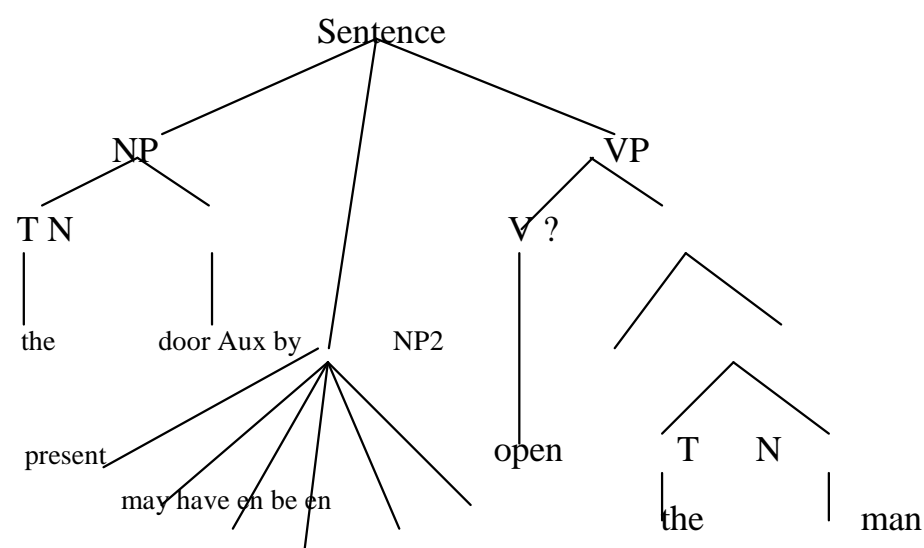 Sentence
NP VP
T N V ?
the door Aux by NP2
present open T N
may have en be en
the man